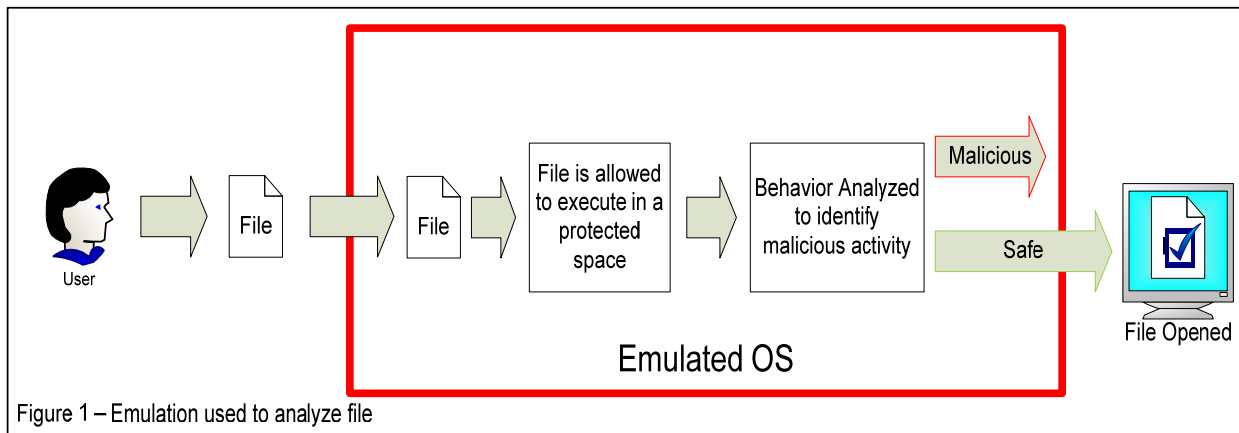 User
File
File
File is allowed
to execute in a
protected
space
Behavior Analyzed
to identify
malicious activity
Malicious
Safe
File Opened
Emulated OS
Figure 1 – Emulation used to analyze file